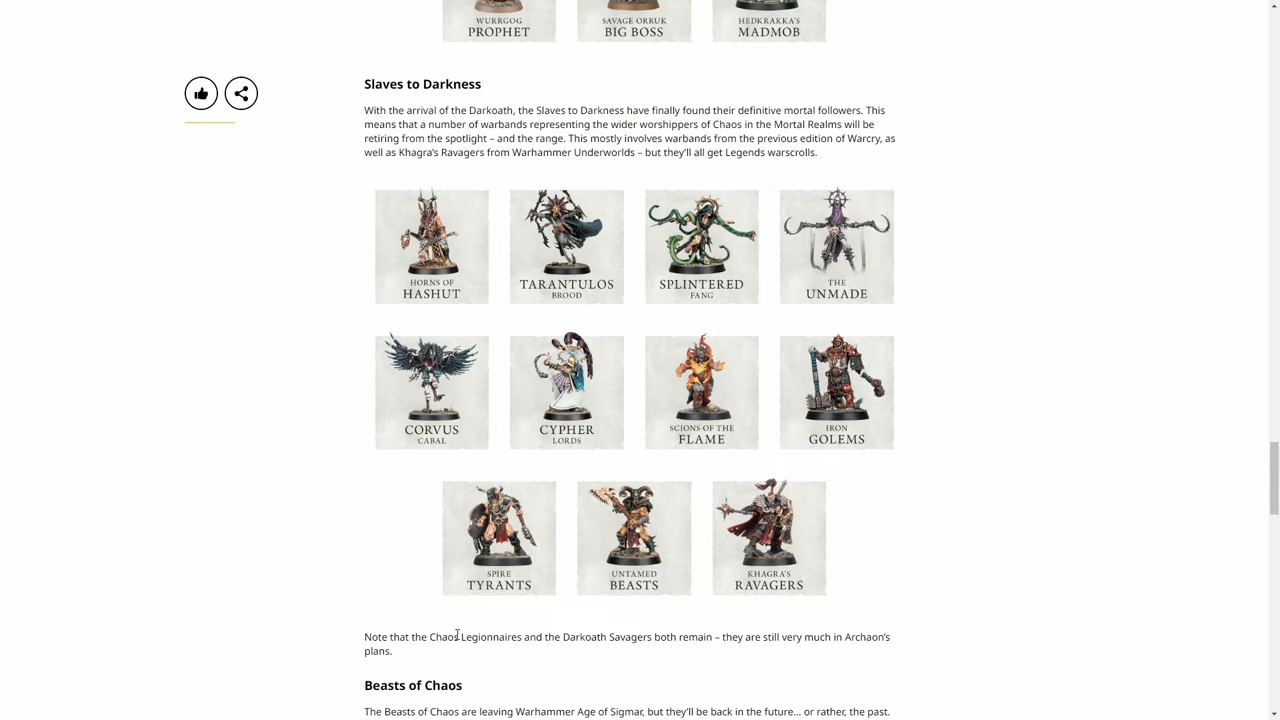 WURRGOG
PROPHET
SAVAGE ORRUK
BIG BOSS
HEDKRAKKA'S
MADMOB
Slaves to Darkness
With the arrival of the Darkoath, the Slaves to Darkness have finally found their definitive mortal followers. This
means that a number of warbands representing the wider worshippers of Chaos in the Mortal Realms will be
retiring from the spotlight – and the range. This mostly involves warbands from the previous edition of Warcry, as
well as Khagra's Ravagers from Warhammer Underworlds – but they'll all get Legends warscrolls.
HORNS OF
HASHUT
TARANTULOS
BROOD
SPLINTERED
FANG
THE
UNMADE
CORVUS
CABAL
CYPHER
LORDS
SCIONS OF THE
FLAME
IRON
GOLEMS
SPIRE
TYRANTS
UNTAMED
BEASTS
KHAGRA'S
RAVAGERS
Note that the Chaos Legionnaires and the Darkoath Savagers both remain – they are still very much in Archaon's
plans.
Beasts of Chaos
The Beasts of Chaos are leaving Warhammer Age of Sigmar, but they'll be back in the future... or rather, the past.